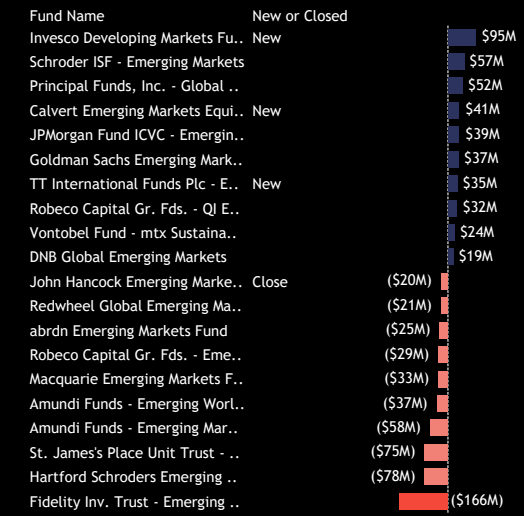 Fund Name New or Closed
Invesco Developing Markets Fu.. New $95M
Schroder ISF - Emerging Markets $57M
Principal Funds, Inc. - Global .. $52M
Calvert Emerging Markets Equi.. New $41M
JPMorgan Fund ICVC - Emergin.. $39M
Goldman Sachs Emerging Mark.. $37M
TT International Funds Plc - E.. New $35M
Robeco Capital Gr. Fds. - QI E.. $32M
Vontobel Fund - mtx Sustaina.. $24M
DNB Global Emerging Markets $19M
John Hancock Emerging Marke.. Close ($20M)
Redwheel Global Emerging Ma.. ($21M)
abrdn Emerging Markets Fund ($25M)
Robeco Capital Gr. Fds. - Eme.. ($29M)
Macquarie Emerging Markets F.. ($33M)
Amundi Funds - Emerging Worl.. ($37M)
Amundi Funds - Emerging Mar.. ($58M)
St. James's Place Unit Trust - .. ($75M)
Hartford Schroders Emerging .. ($78M)
Fidelity Inv. Trust - Emerging .. ($166M)